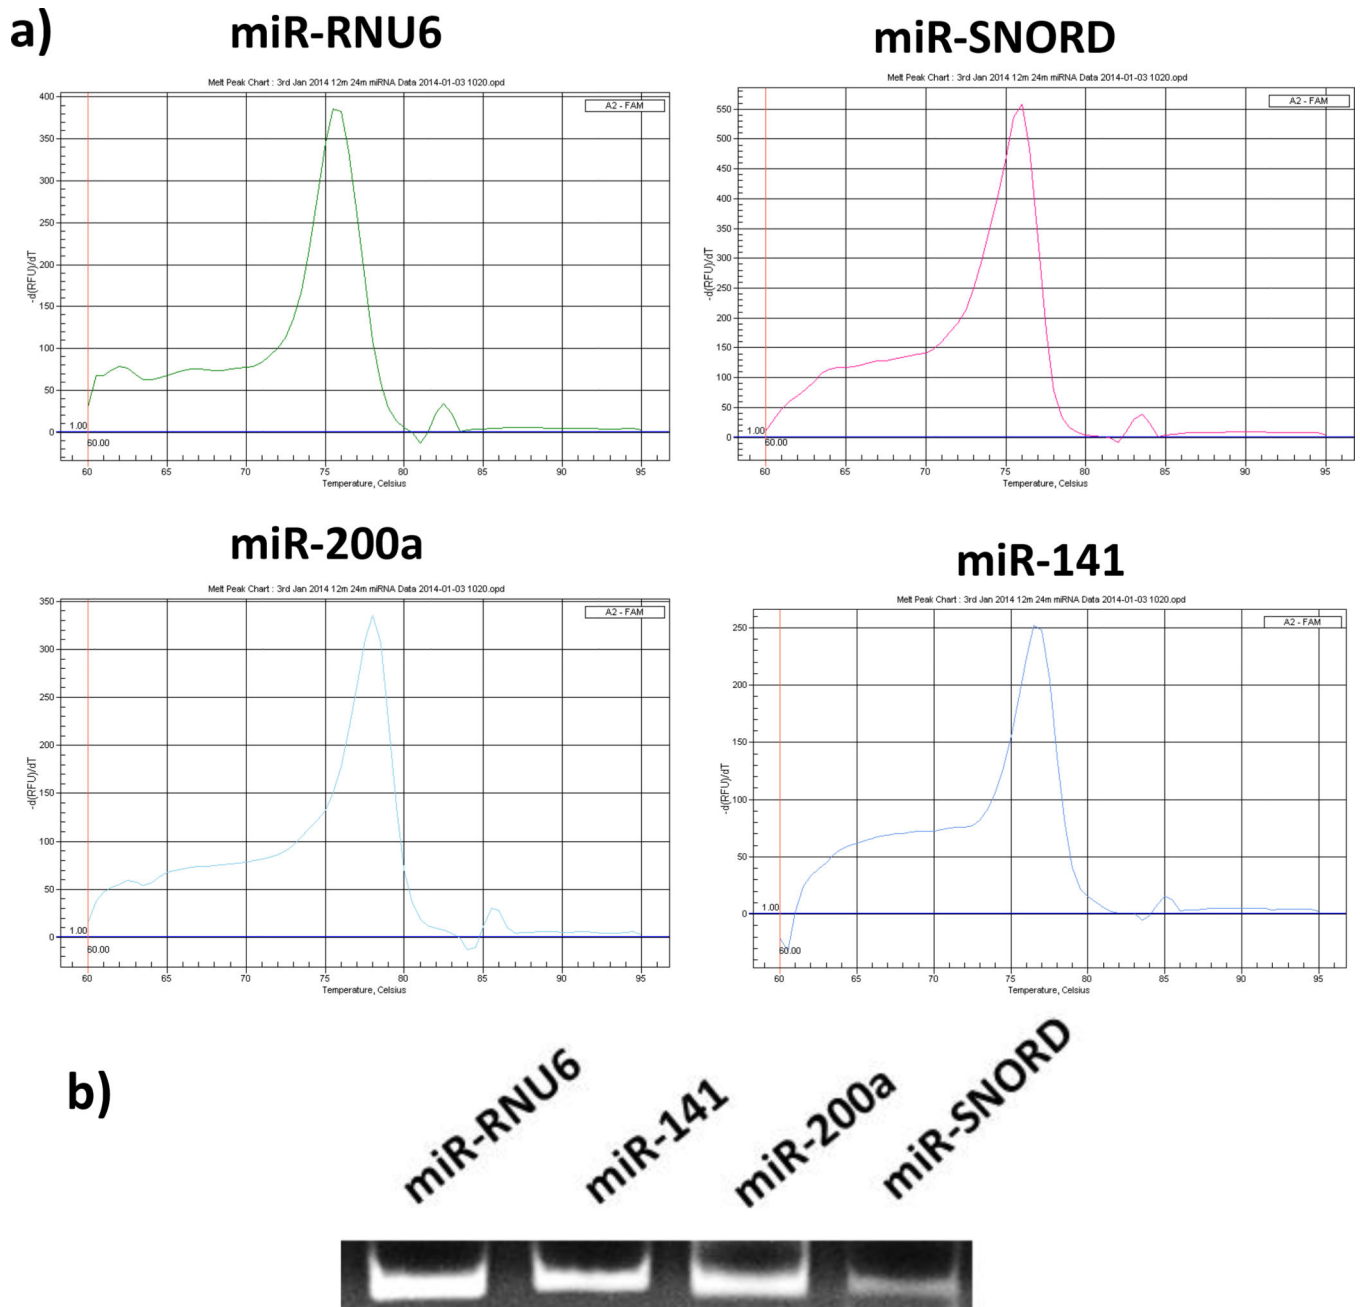 a)
miR-RNU6
Melt Peak Chart : 3rd Jan 2014 12m 24m miRNA Data 2014-01-03 1020.opd
A2 - FAM
400
350
300
250
200
150
100
50
0
-d(RFU)/dT
1.00
60.00
60 65 70 75 80 85 90 95
Temperature, Celsius
miR-SNORD
Melt Peak Chart : 3rd Jan 2014 12m 24m miRNA Data 2014-01-03 1020.opd
A2 - FAM
550
500
450
400
350
300
250
200
150
100
50
0
-d(RFU)/dT
1.00
60.00
60 65 70 75 80 85 90 95
Temperature, Celsius
miR-200a
Melt Peak Chart : 3rd Jan 2014 12m 24m miRNA Data 2014-01-03 1020.opd
A2 - FAM
350
300
250
200
150
100
50
0
-d(RFU)/dT
1.00
60.00
60 65 70 75 80 85 90 95
Temperature, Celsius
miR-141
Melt Peak Chart : 3rd Jan 2014 12m 24m miRNA Data 2014-01-03 1020.opd
A2 - FAM
250
200
150
100
50
0
-d(RFU)/dT
1.00
60.00
60 65 70 75 80 85 90 95
Temperature, Celsius
b)
miR-RNU6
miR-141
miR-200a
miR-SNORD